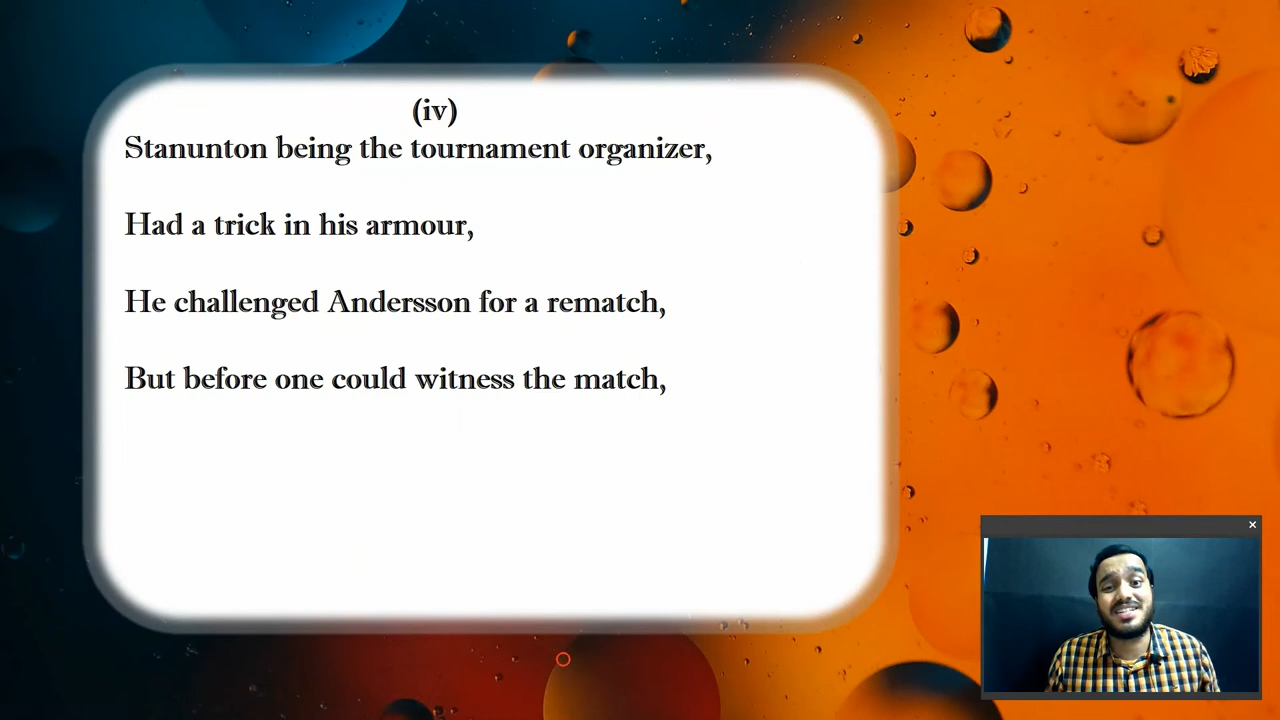 (iv)
Stanunton being the tournament organizer,
Had a trick in his armour,
He challenged Andersson for a rematch,
But before one could witness the match,